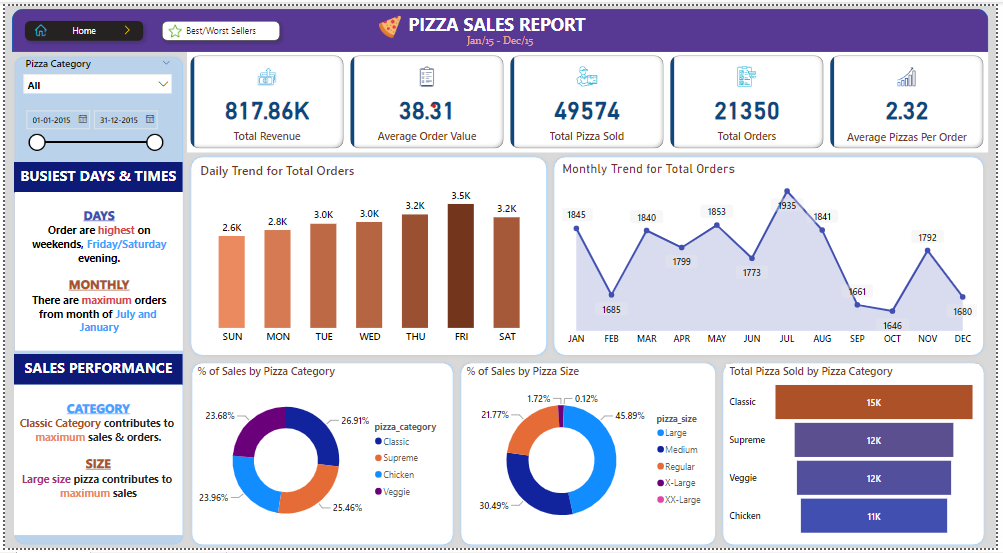 PIZZA SALES REPORT
Jan/15 - Dec/15
Home
Best/Worst Sellers
Pizza Category
All
01-01-2015
31-12-2015
BUSIEST DAYS & TIMES
DAYS
Order are highest on
weekends, Friday/Saturday
evening.
MONTHLY
There are maximum orders
from month of July and
January
SALES PERFORMANCE
CATEGORY
Classic Category contributes to
maximum sales & orders.
SIZE
Large size pizza contributes to
maximum sales
817.86K
Total Revenue
38.31
Average Order Value
49574
Total Pizza Sold
21350
Total Orders
2.32
Average Pizzas Per Order
Daily Trend for Total Orders
2.6K
2.8K
3.0K
3.0K
3.2K
3.5K
3.2K
SUN
MON
TUE
WED
THU
FRI
SAT
Monthly Trend for Total Orders
1845
1685
1840
1799
1853
1773
1935
1841
1661
1646
1792
1680
JAN
FEB
MAR
APR
MAY
JUN
JUL
AUG
SEP
OCT
NOV
DEC
% of Sales by Pizza Category
23.68%
26.91%
23.96%
25.46%
pizza_category
Classic
Supreme
Chicken
Veggie
% of Sales by Pizza Size
1.72%
0.12%
21.77%
45.89%
30.49%
pizza_size
Large
Medium
Regular
X-Large
XX-Large
Total Pizza Sold by Pizza Category
Classic
15K
Supreme
12K
Veggie
12K
Chicken
11K